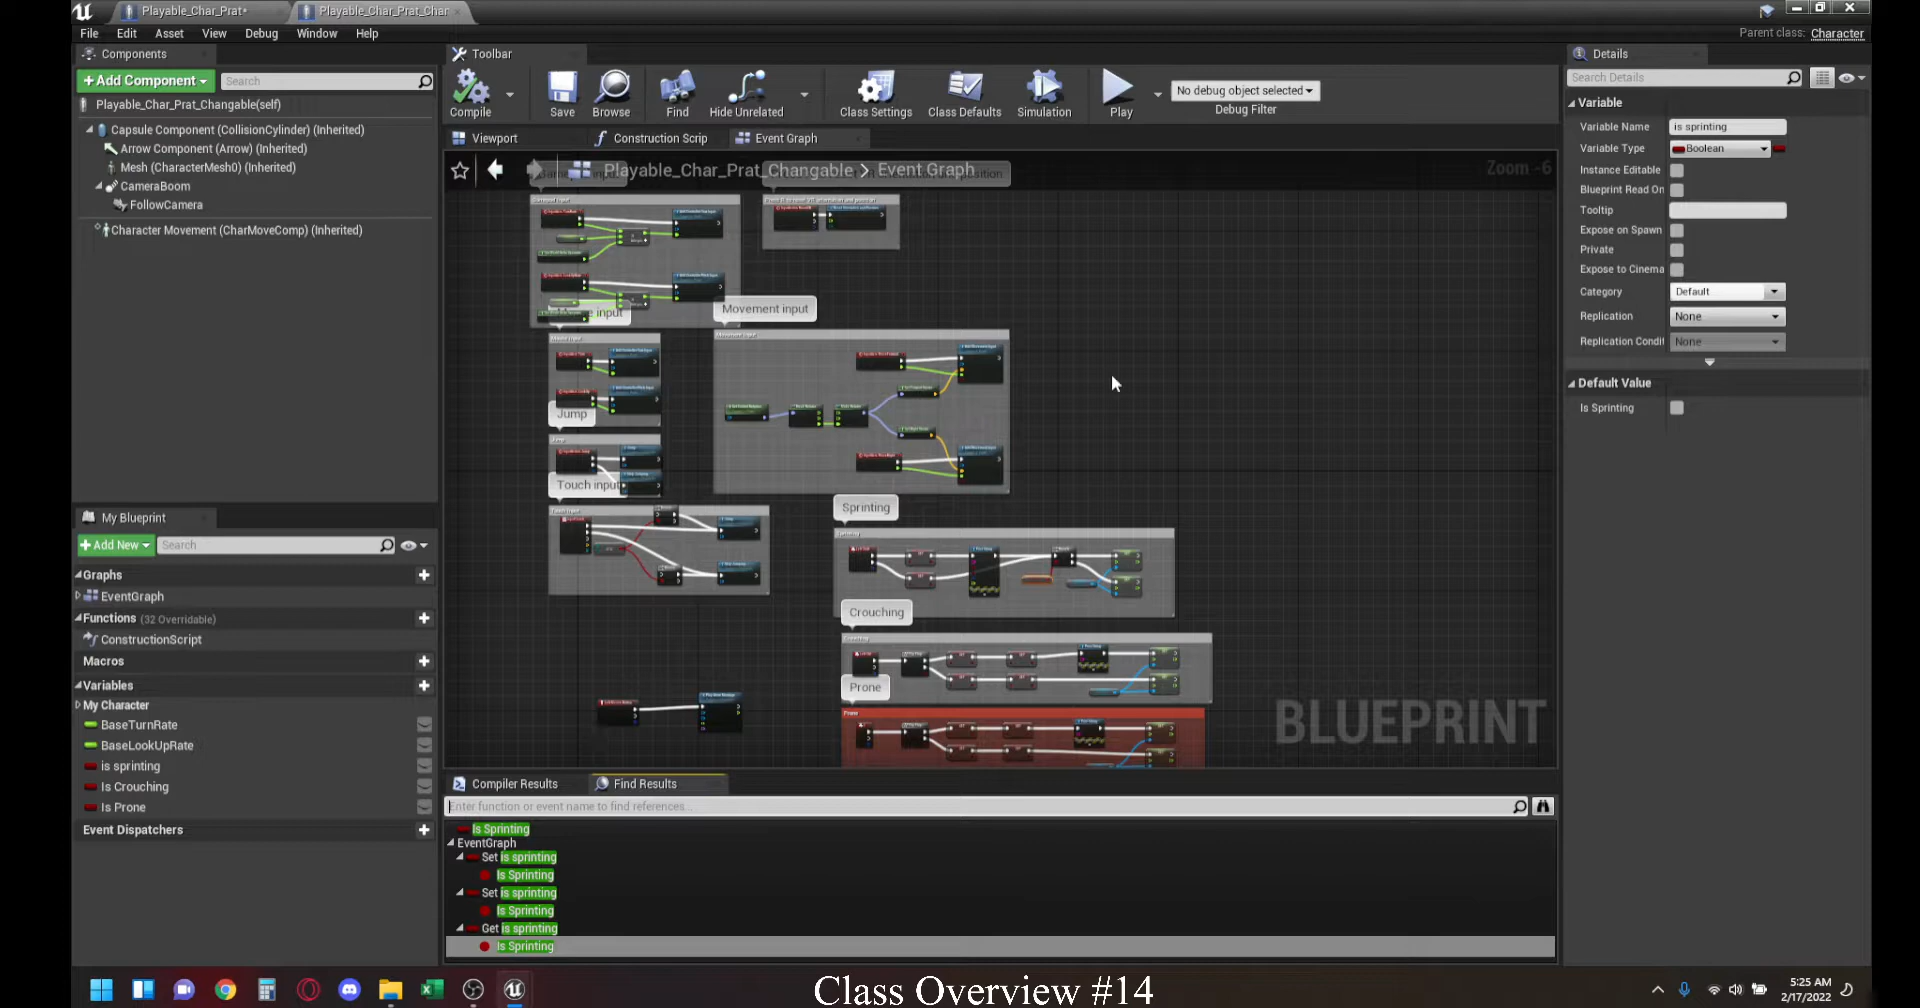 Playable_Char_Prat*
Playable_Char_Prat_Char
File Edit Asset View Debug Window Help
Parent class: Character
Components
+Add Component
Search
Playable_Char_Prat_Changable(self)
Capsule Component (CollisionCylinder) (Inherited)
Arrow Component (Arrow) (Inherited)
Mesh (CharacterMesh0) (Inherited)
CameraBoom
FollowCamera
Character Movement (CharMoveComp) (Inherited)
My Blueprint
+Add New
Search
Graphs
EventGraph
Functions (32 Overridable)
ConstructionScript
Macros
Variables
My Character
BaseTurnRate
BaseLookUpRate
is sprinting
Is Crouching
Is Prone
Event Dispatchers
Toolbar
Compile
Save
Browse
Find
Hide Unrelated
Class Settings
Class Defaults
Simulation
Play
No debug object selected
Debug Filter
Viewport
Construction Scrip
Event Graph
Playable_Char_Prat_Changable > Event Graph
Zoom -6
Movement input
Jump
Touch input
Sprinting
Crouching
Prone
BLUEPRINT
Compiler Results
Find Results
Enter function or event name to find references...
Is Sprinting
EventGraph
Set is sprinting
Is Sprinting
Set is sprinting
Is Sprinting
Get is sprinting
Is Sprinting
Details
Search Details
Variable
Variable Name is sprinting
Variable Type Boolean
Instance Editable
Blueprint Read On
Tooltip
Expose on Spawn
Private
Expose to Cinema
Category Default
Replication None
Replication Condit None
Default Value
Is Sprinting
Class Overview #14
5:25 AM
2/17/2022